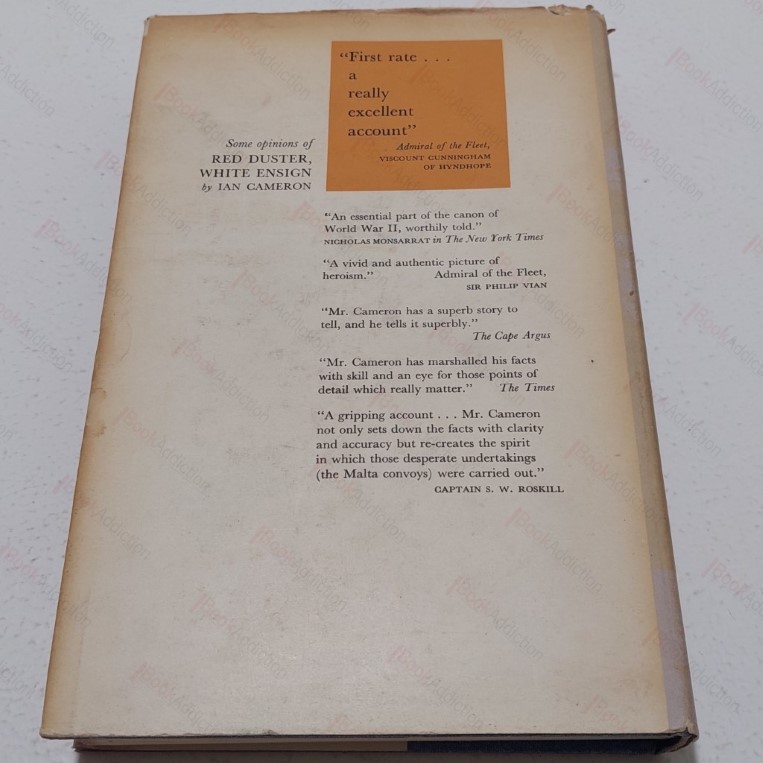 "First rate . . .
a
really
excellent
account"
Admiral of the Fleet,
VISCOUNT CUNNINGHAM
OF HYNDHOPE
Some opinions of
RED DUSTER,
WHITE ENSIGN
by IAN CAMERON
"An essential part of the canon of
World War II, worthily told."
NICHOLAS MONSARRAT in The New York Times
"A vivid and authentic picture of
heroism." Admiral of the Fleet,
SIR PHILIP VIAN
"Mr. Cameron has a superb story to
tell, and he tells it superbly."
The Cape Argus
"Mr. Cameron has marshalled his facts
with skill and an eye for those points of
detail which really matter." The Times
"A gripping account . . . Mr. Cameron
not only sets down the facts with clarity
and accuracy but re-creates the spirit
in which those desperate undertakings
(the Malta convoys) were carried out."
CAPTAIN S. W. ROSKILL
BookAddiction